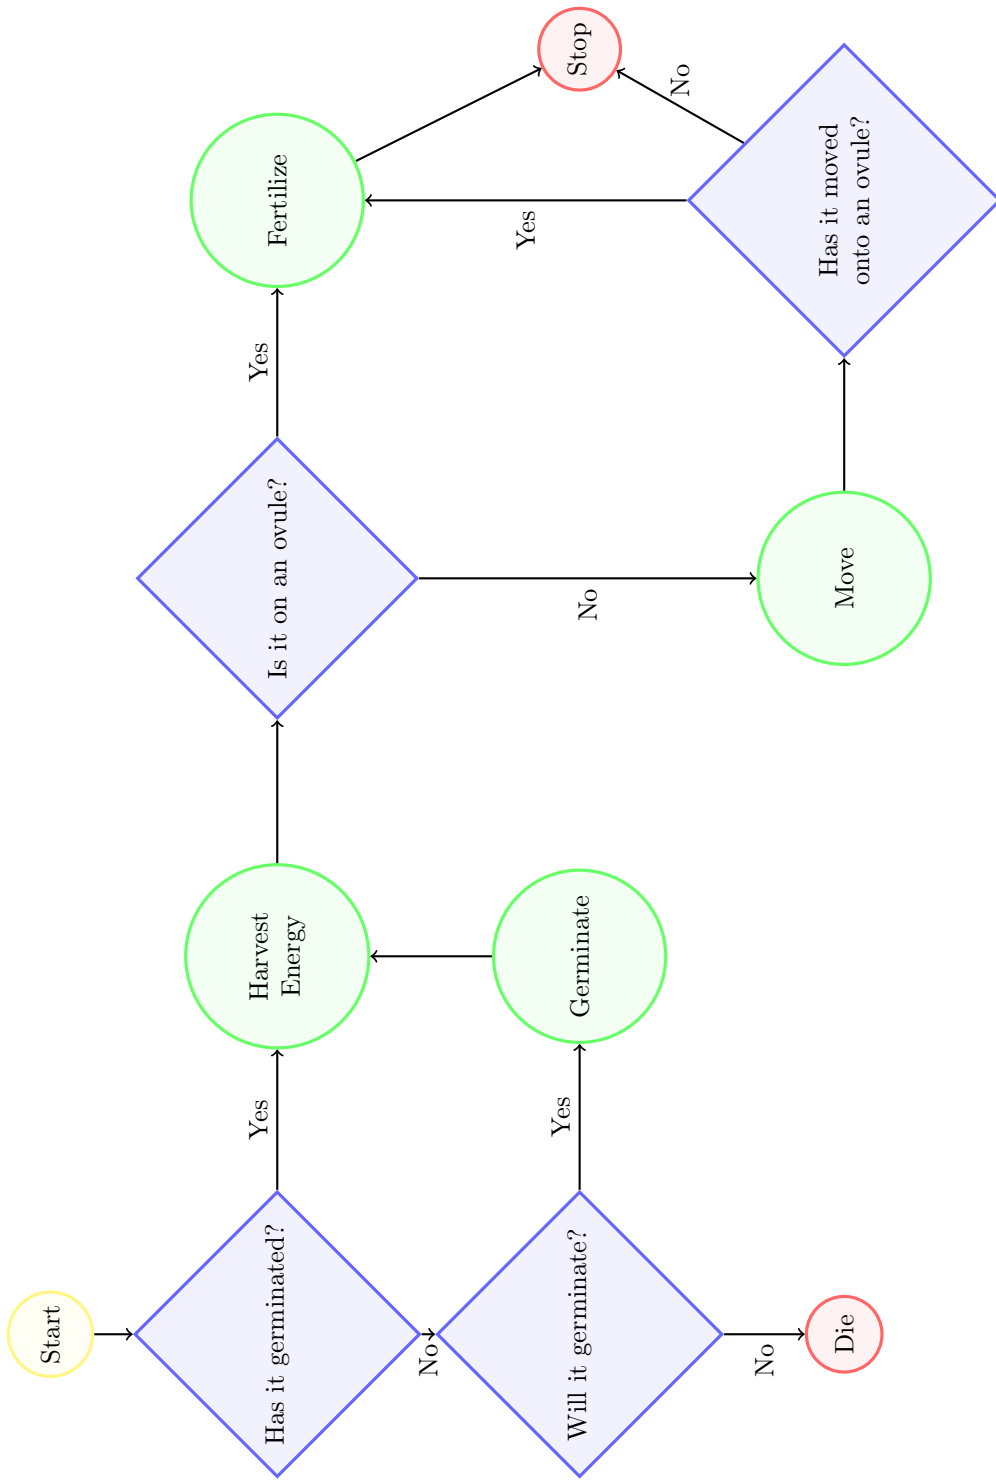 Start
Has it germinated?
Yes
No
Harvest
Energy
Will it germinate?
Yes
No
Germinate
Die
Is it on an ovule?
Yes
No
Fertilize
Move
Has it moved
onto an ovule?
Yes
No
Stop